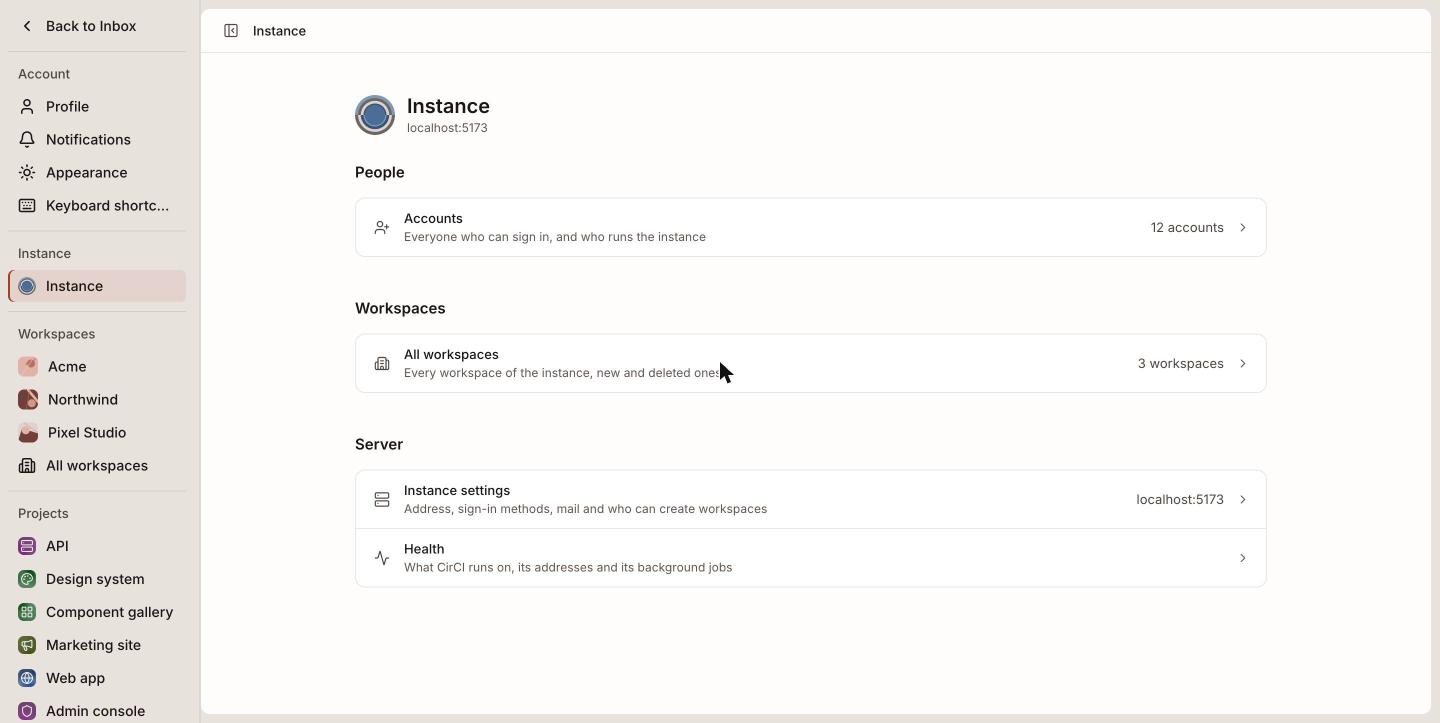 Back to Inbox
Account
Profile
Notifications
Appearance
Keyboard shortc...
Instance
Instance
Workspaces
Acme
Northwind
Pixel Studio
All workspaces
Projects
API
Design system
Component gallery
Marketing site
Web app
Admin console
Instance
Instance
localhost:5173
People
Accounts
Everyone who can sign in, and who runs the instance
12 accounts
Workspaces
All workspaces
Every workspace of the instance, new and deleted ones
3 workspaces
Server
Instance settings
Address, sign-in methods, mail and who can create workspaces
localhost:5173
Health
What CirCl runs on, its addresses and its background jobs